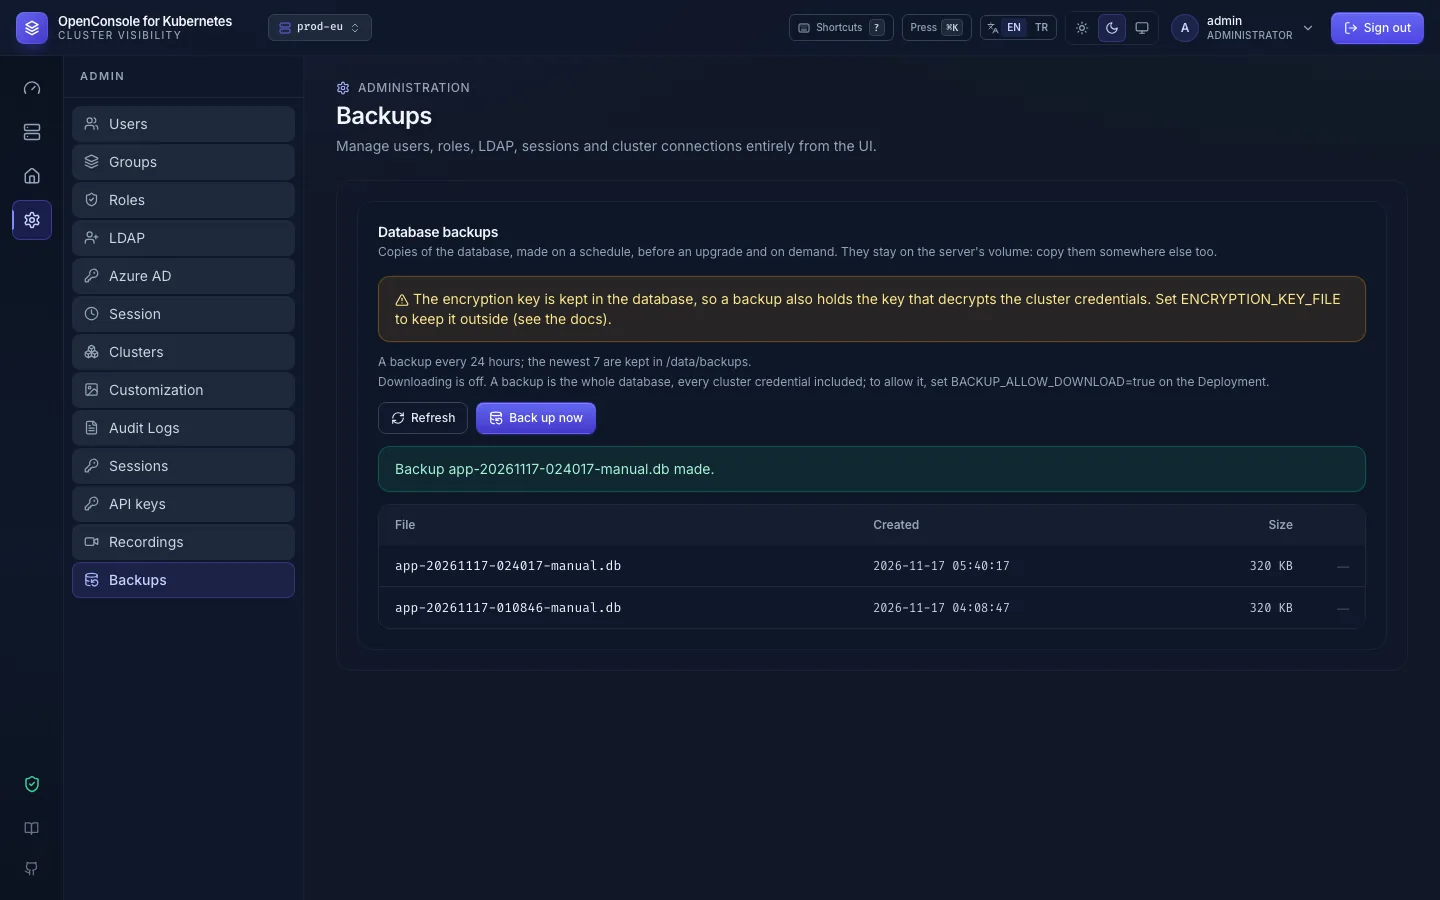 OpenConsole for Kubernetes
CLUSTER VISIBILITY
prod-eu
Shortcuts ?
Press ⌘K
EN TR
A
admin
ADMINISTRATOR
Sign out
ADMIN
Users
Groups
Roles
LDAP
Azure AD
Session
Clusters
Customization
Audit Logs
Sessions
API keys
Recordings
Backups
ADMINISTRATION
Backups
Manage users, roles, LDAP, sessions and cluster connections entirely from the UI.
Database backups
Copies of the database, made on a schedule, before an upgrade and on demand. They stay on the server's volume: copy them somewhere else too.
The encryption key is kept in the database, so a backup also holds the key that decrypts the cluster credentials. Set ENCRYPTION_KEY_FILE
to keep it outside (see the docs).
A backup every 24 hours; the newest 7 are kept in /data/backups.
Downloading is off. A backup is the whole database, every cluster credential included; to allow it, set BACKUP_ALLOW_DOWNLOAD=true on the Deployment.
Refresh
Back up now
Backup app-20261117-024017-manual.db made.
File Created Size
app-20261117-024017-manual.db 2026-11-17 05:40:17 320 KB —
app-20261117-010846-manual.db 2026-11-17 04:08:47 320 KB —